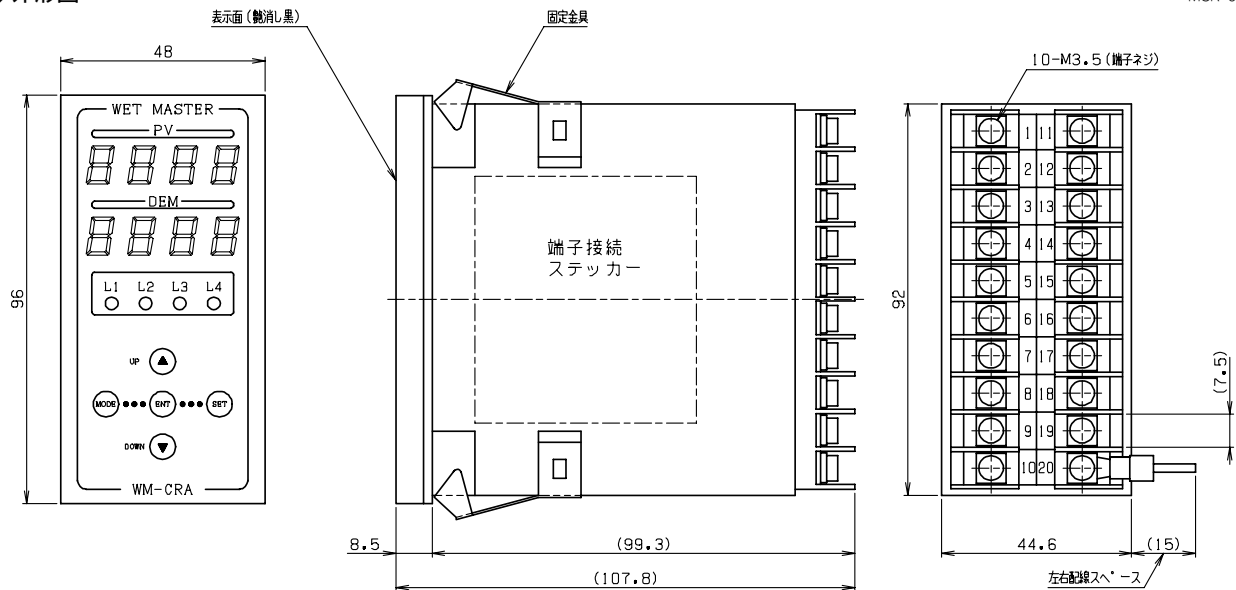 表示面(艶消し黒)
固定金具
48
10-M3.5(端子ネジ)
WET MASTER
PV
DEM
L1 L2 L3 L4
UP
MODE ENT SET
DOWN
WM-CRA
96
端子接続
ステッカー
8.5
(99.3)
(107.8)
92
1 11
2 12
3 13
4 14
5 15
6 16
7 17
8 18
9 19
10 20
(7.5)
44.6
(15)
左右配線スペース